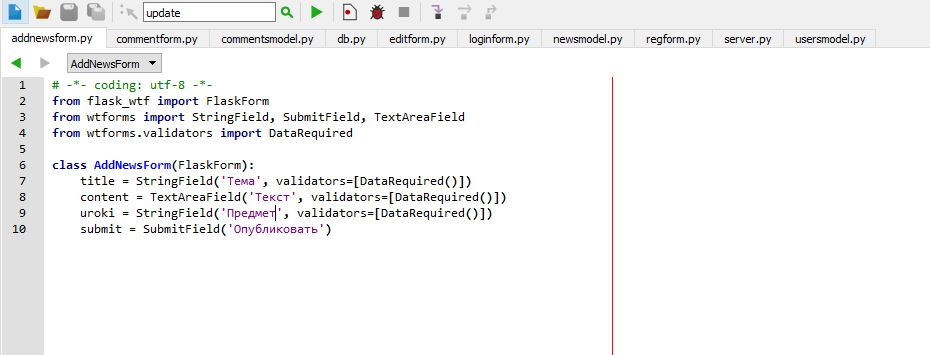 update
addnewsform.py commentform.py commentsmodel.py db.py editform.py loginform.py newsmodel.py regform.py server.py usersmodel.py
AddNewsForm
1 # -*- coding: utf-8 -*-
2 from flask_wtf import FlaskForm
3 from wtforms import StringField, SubmitField, TextAreaField
4 from wtforms.validators import DataRequired
5
6 class AddNewsForm(FlaskForm):
7     title = StringField('Тема', validators=[DataRequired()])
8     content = TextAreaField('Текст', validators=[DataRequired()])
9     uroki = StringField('Предмет', validators=[DataRequired()])
10     submit = SubmitField('Опубликовать')